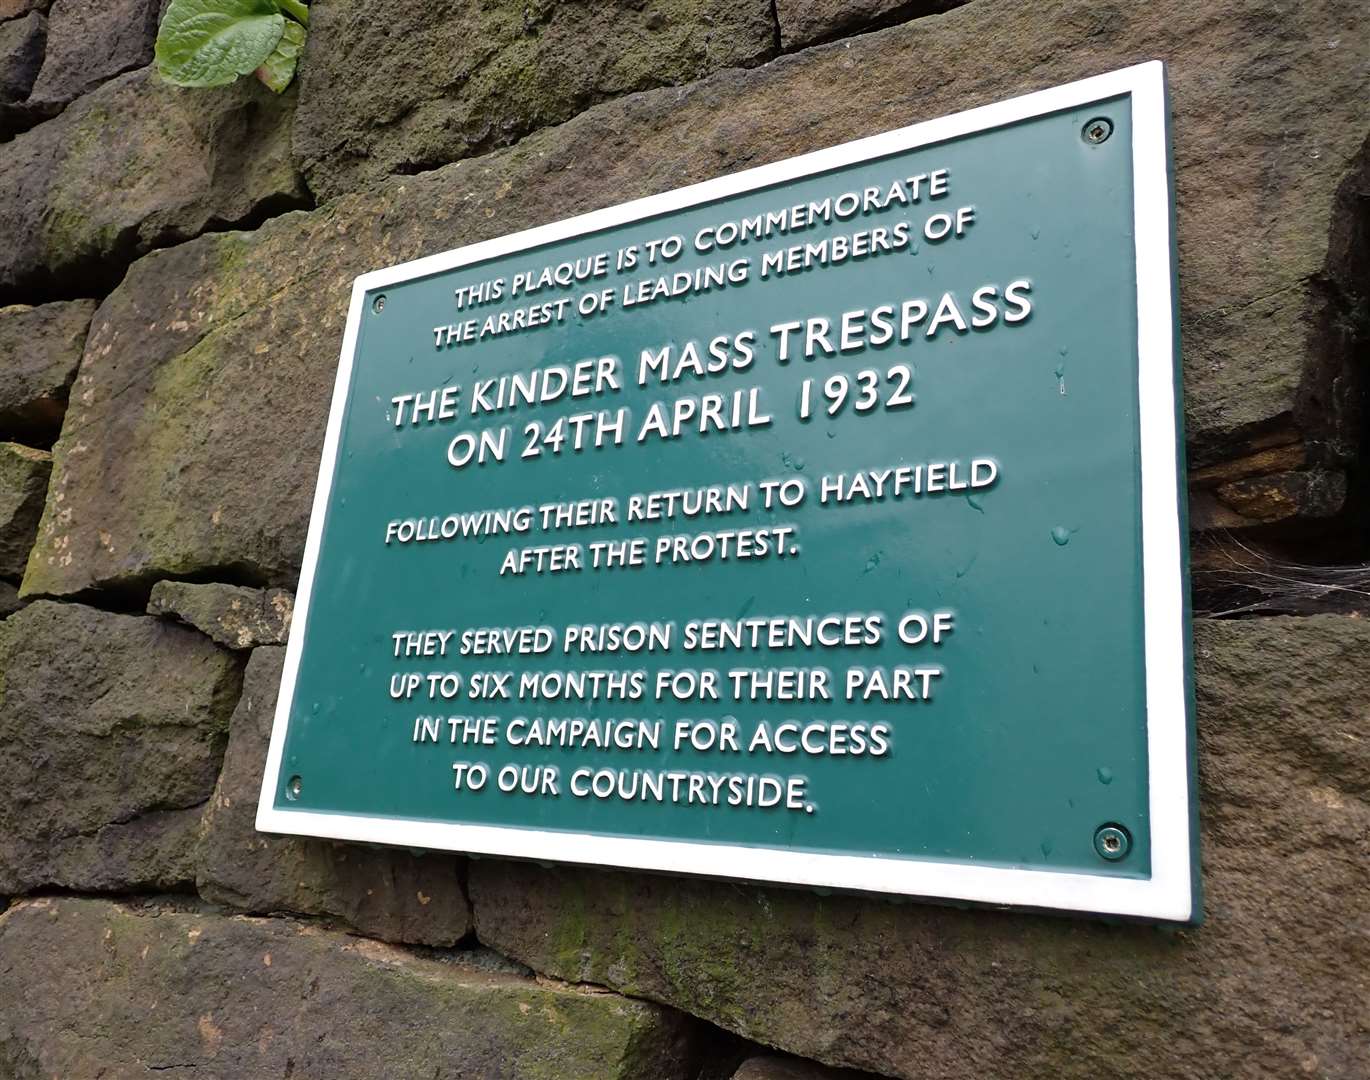 THIS PLAQUE IS TO COMMEMORATE
THE ARREST OF LEADING MEMBERS OF
THE KINDER MASS TRESPASS
ON 24TH APRIL 1932
FOLLOWING THEIR RETURN TO HAYFIELD
AFTER THE PROTEST.
THEY SERVED PRISON SENTENCES OF
UP TO SIX MONTHS FOR THEIR PART
IN THE CAMPAIGN FOR ACCESS
TO OUR COUNTRYSIDE.